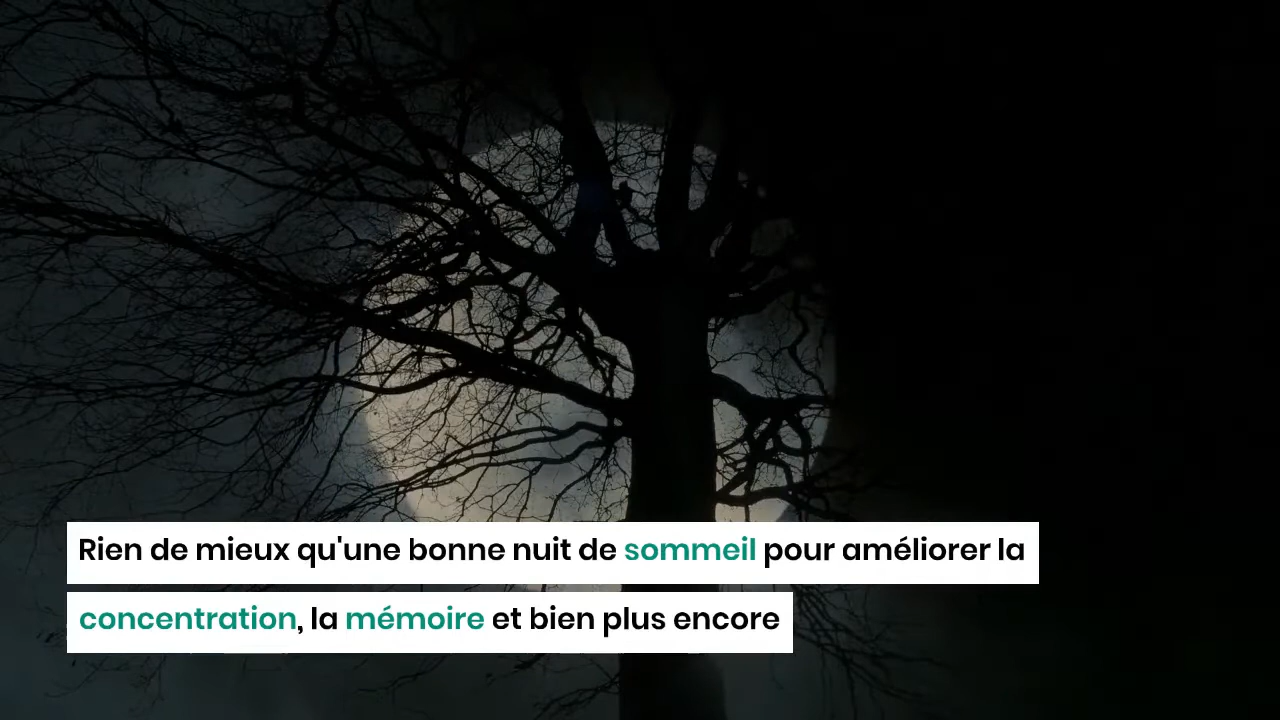 Rien de mieux qu'une bonne nuit de sommeil pour améliorer la
concentration, la mémoire et bien plus encore